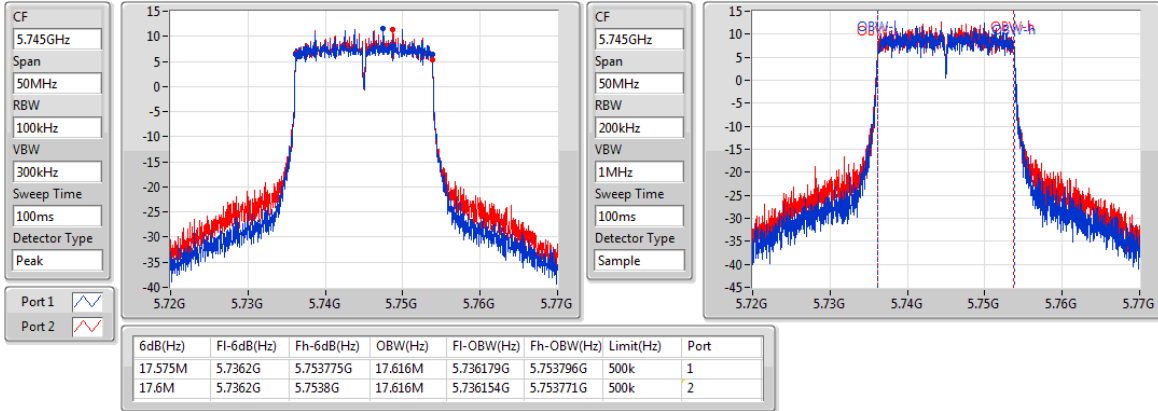 CF
5.745GHz
Span
50MHz
RBW
100kHz
VBW
300kHz
Sweep Time
100ms
Detector Type
Peak
Port 1
Port 2
15
10
5
0
-5
-10
-15
-20
-25
-30
-35
-40
5.72G 5.73G 5.74G 5.75G 5.76G 5.77G
CF
5.745GHz
Span
50MHz
RBW
200kHz
VBW
1MHz
Sweep Time
100ms
Detector Type
Sample
OBW-l OBW-h
15
10
5
0
-5
-10
-15
-20
-25
-30
-35
-40
-45
5.72G 5.73G 5.74G 5.75G 5.76G 5.77G
6dB(Hz) Fl-6dB(Hz) Fh-6dB(Hz) OBW(Hz) Fl-OBW(Hz) Fh-OBW(Hz) Limit(Hz) Port
17.575M 5.7362G 5.753775G 17.616M 5.736179G 5.753796G 500k 1
17.6M 5.7362G 5.7538G 17.616M 5.736154G 5.753771G 500k 2